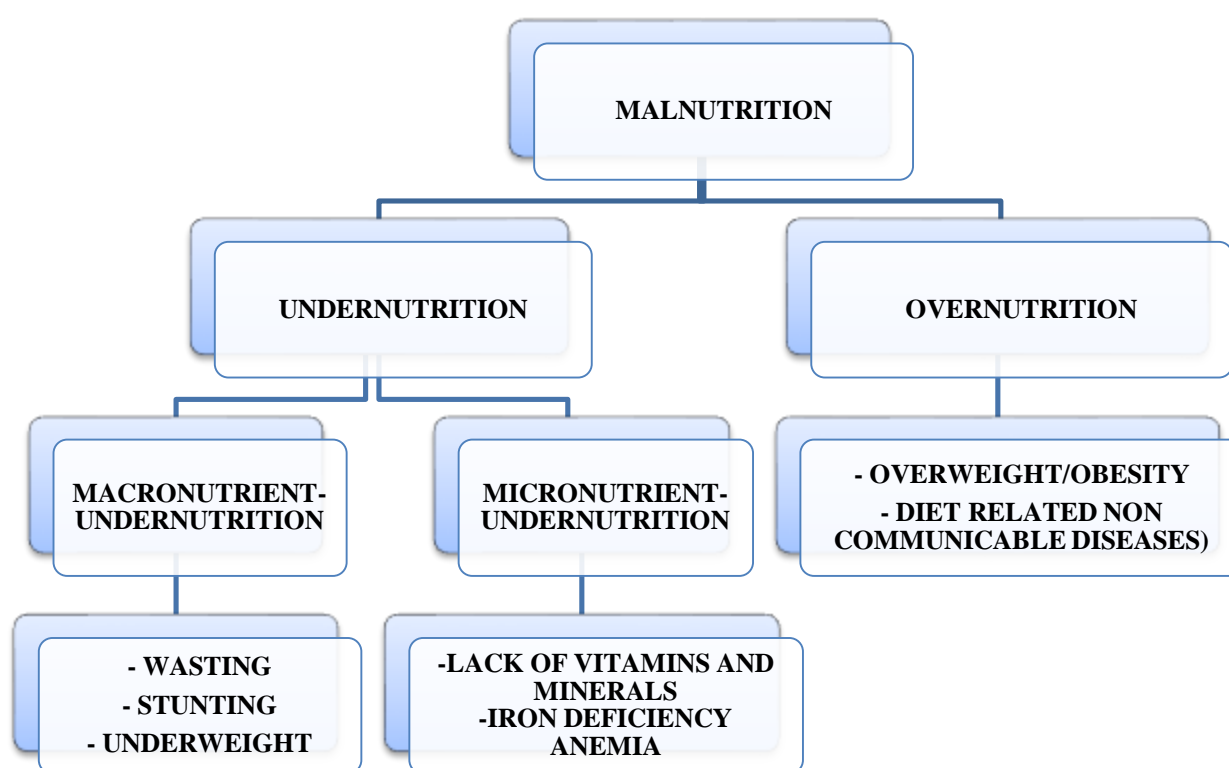 MALNUTRITION
UNDERNUTRITION
OVERNUTRITION
MACRONUTRIENT-
UNDERNUTRITION
MICRONUTRIENT-
UNDERNUTRITION
- OVERWEIGHT/OBESITY
- DIET RELATED NON
COMMUNICABLE DISEASES)
- WASTING
- STUNTING
- UNDERWEIGHT
-LACK OF VITAMINS AND
MINERALS
-IRON DEFICIENCY
ANEMIA